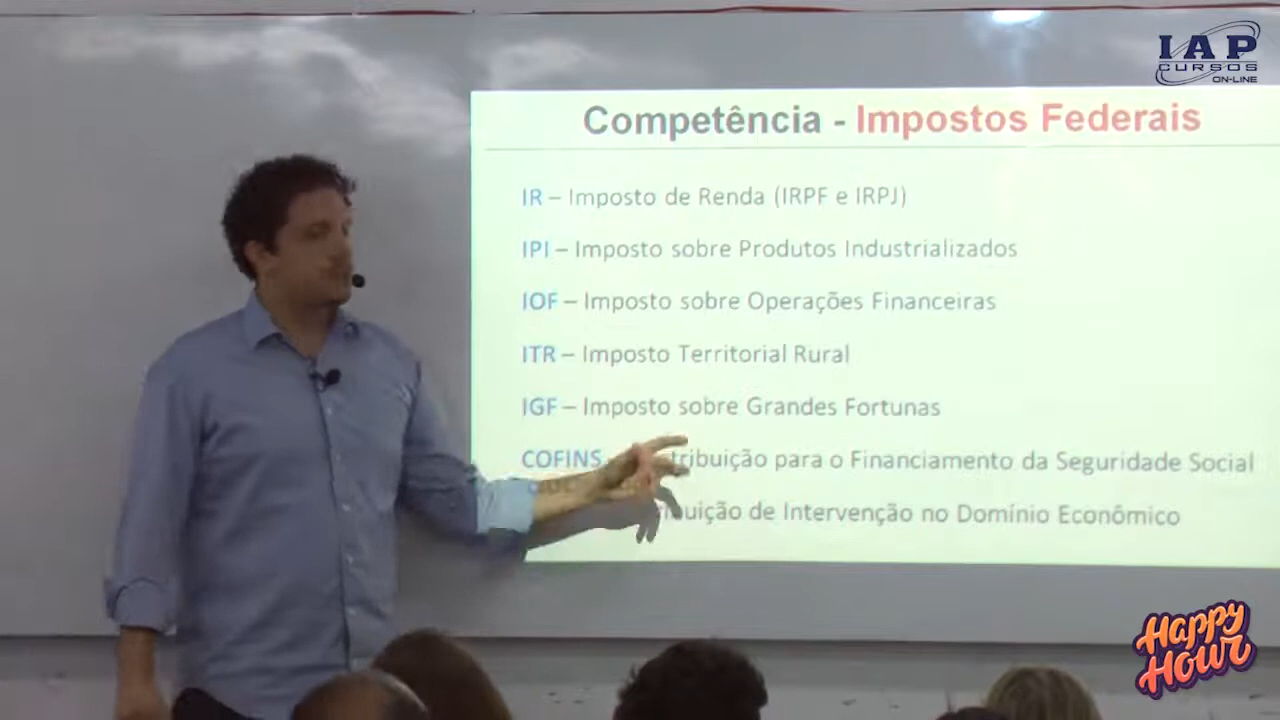 IAP
CURSOS
ON-LINE
Competência - Impostos Federais
IR – Imposto de Renda (IRPF e IRPJ)
IPI – Imposto sobre Produtos Industrializados
IOF – Imposto sobre Operações Financeiras
ITR – Imposto Territorial Rural
IGF – Imposto sobre Grandes Fortunas
COFINS para o Financiamento da Seguridade Social
de Intervenção no Domínio Econômico
Happy
Hour